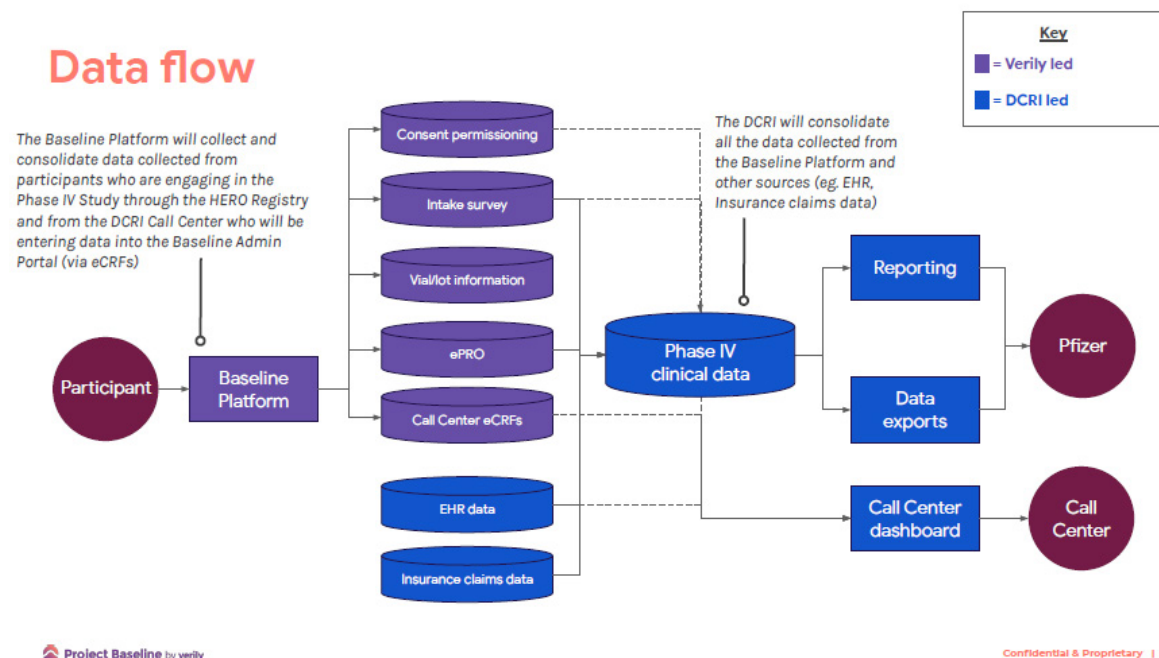 Data flow
Key
= Verily led
= DCRI led
The Baseline Platform will collect and
consolidate data collected from
participants who are engaging in the
Phase IV Study through the HERO Registry
and from the DCRI Call Center who will be
entering data into the Baseline Admin
Portal (via eCRFs)
The DCRI will consolidate
all the data collected from
the Baseline Platform and
other sources (eg. EHR,
Insurance claims data)
Consent permissioning
Intake survey
Vial/lot information
ePRO
Call Center eCRFs
EHR data
Insurance claims data
Participant
Baseline
Platform
Phase IV
clinical data
Reporting
Data
exports
Call Center
dashboard
Pfizer
Call
Center
Project Baseline by verily
Confidential & Proprietary |